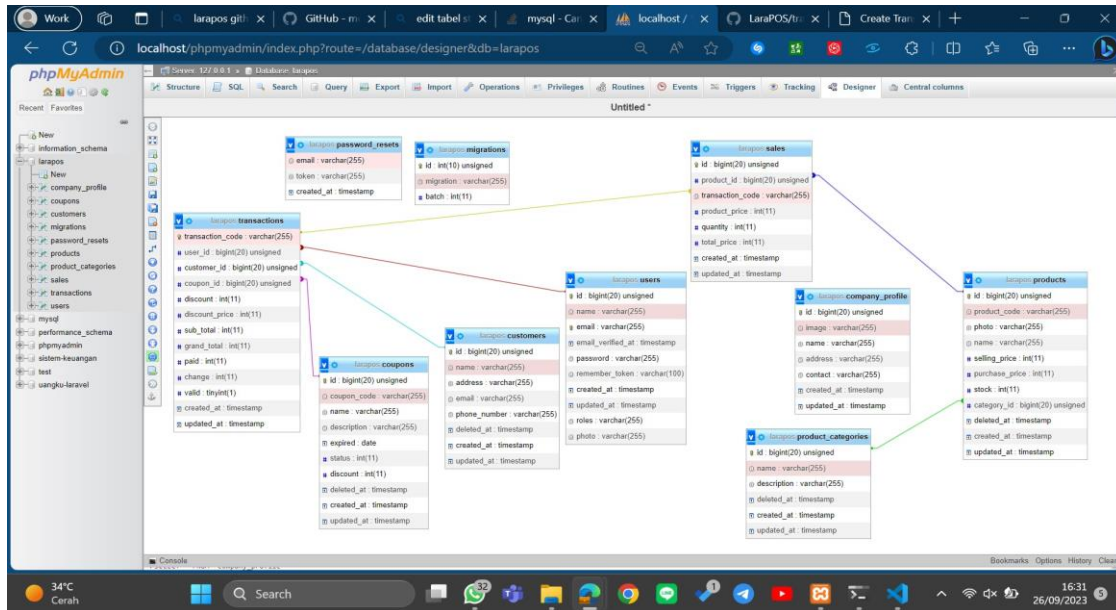 Work
larapos gith
GitHub - m
edit tabel s
mysql - Car
localhost /
LaraPOS/tr
Create Tran
localhost/phpmyadmin/index.php?route=/database/designer&db=larapos
phpMyAdmin
Recent Favorites
New
information_schema
larapos
New
company_profile
coupons
customers
migrations
password_resets
products
product_categories
sales
transactions
users
mysql
performance_schema
phpmyadmin
sistem-keuangan
test
uangku-laravel
Server: 127.0.0.1 » Database: larapos
Structure SQL Search Query Export Import Operations Privileges Routines Events Triggers Tracking Designer Central columns
Untitled *
larapos password_resets
email : varchar(255)
token : varchar(255)
created_at : timestamp
larapos migrations
id : int(10) unsigned
migration : varchar(255)
batch : int(11)
larapos sales
id : bigint(20) unsigned
product_id : bigint(20) unsigned
transaction_code : varchar(255)
product_price : int(11)
quantity : int(11)
total_price : int(11)
created_at : timestamp
updated_at : timestamp
larapos transactions
transaction_code : varchar(255)
user_id : bigint(20) unsigned
customer_id : bigint(20) unsigned
coupon_id : bigint(20) unsigned
discount : int(11)
discount_price : int(11)
sub_total : int(11)
grand_total : int(11)
paid : int(11)
change : int(11)
valid : tinyint(1)
created_at : timestamp
updated_at : timestamp
larapos users
id : bigint(20) unsigned
name : varchar(255)
email : varchar(255)
email_verified_at : timestamp
password : varchar(255)
remember_token : varchar(100)
created_at : timestamp
updated_at : timestamp
roles : varchar(255)
photo : varchar(255)
larapos products
id : bigint(20) unsigned
product_code : varchar(255)
photo : varchar(255)
name : varchar(255)
selling_price : int(11)
purchase_price : int(11)
stock : int(11)
category_id : bigint(20) unsigned
deleted_at : timestamp
created_at : timestamp
updated_at : timestamp
larapos company_profile
id : bigint(20) unsigned
image : varchar(255)
name : varchar(255)
address : varchar(255)
contact : varchar(255)
created_at : timestamp
updated_at : timestamp
larapos customers
id : bigint(20) unsigned
name : varchar(255)
address : varchar(255)
email : varchar(255)
phone_number : varchar(255)
deleted_at : timestamp
created_at : timestamp
updated_at : timestamp
larapos coupons
id : bigint(20) unsigned
coupon_code : varchar(255)
name : varchar(255)
description : varchar(255)
expired : date
status : int(11)
discount : int(11)
deleted_at : timestamp
created_at : timestamp
updated_at : timestamp
larapos product_categories
id : bigint(20) unsigned
name : varchar(255)
description : varchar(255)
deleted_at : timestamp
created_at : timestamp
updated_at : timestamp
Console
Bookmarks Options History Clear
34°C
Cerah
Search
32
1
16:31
26/09/2023
5